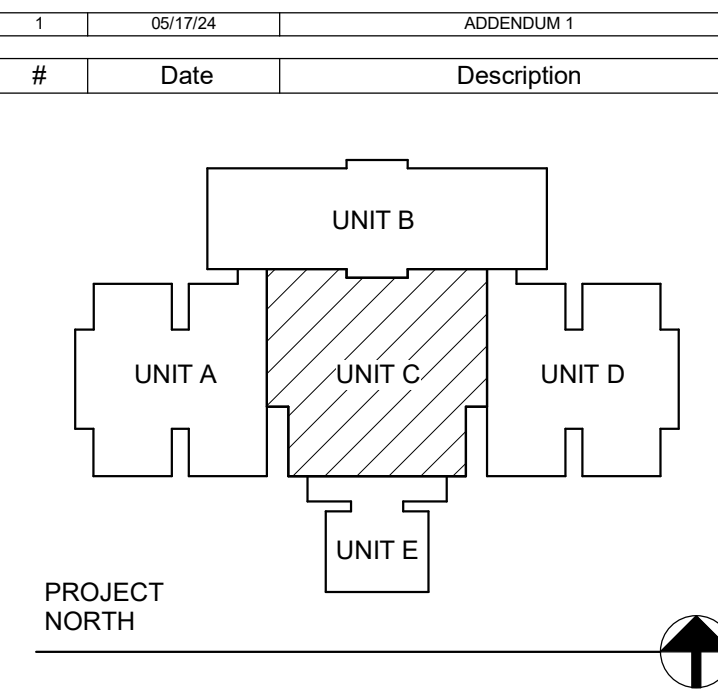 1 05/17/24 ADDENDUM 1
# Date Description
UNIT B
UNIT A UNIT C UNIT D
UNIT E
PROJECT
NORTH